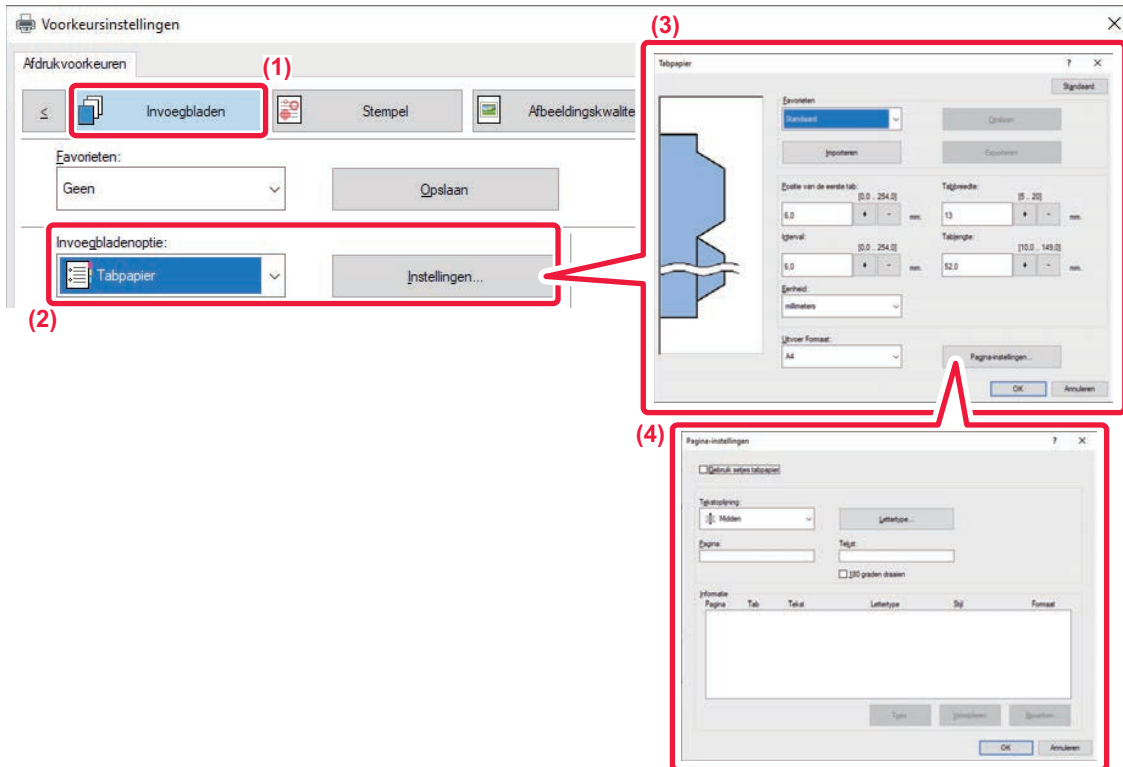 Voorkeursinstellingen
Afdrukvoorkeuren
(1)
<
Invoegbladen
Stempel
Afbeeldingskwalite
Favorieten:
Geen
Opslaan
Invoegbladenoptie:
Tabpapier
Instellingen...
(2)
(3)
Tabpapier
? X
Standaard
Favorieten
Standaard
Opslaan
Importeren
Exporteren
Positie van de eerste tab:
[0,0 .. 254,0]
6,0
+ -
mm.
Tabbreedte:
[5 .. 20]
13
+ -
mm.
Interval:
[0,0 .. 254,0]
6,0
+ -
mm.
Tablengte:
[10,0 .. 149,0]
52,0
+ -
mm.
Eenheid:
millimeters
Uitvoer Formaat:
A4
Pagina-instellingen...
OK
Annuleren
(4)
Pagina-instellingen
? X
Gebruik setjes tabpapier
Tekstoplijning:
Midden
Lettertype...
Pagina:
Tekst:
180 graden draaien
Informatie
Pagina Tab Tekst Lettertype Stijl Formaat
OK
Annuleren